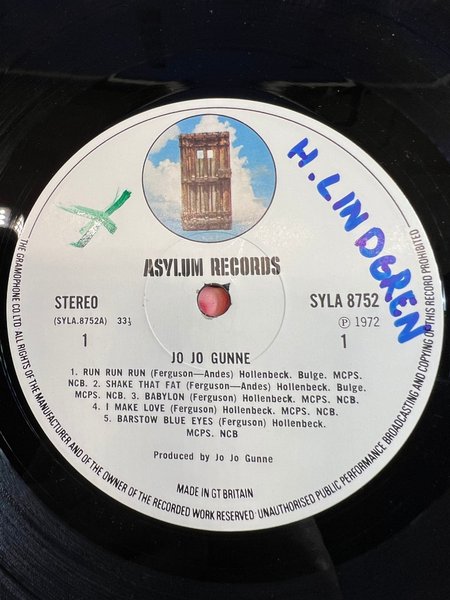 H. LINDGREN
ASYLUM RECORDS
STEREO
SYLA 8752
(SYLA.8752A) 33⅓
Ⓟ 1972
1
1
JO JO GUNNE
1. RUN RUN RUN (Ferguson—Andes) Hollenbeck. Bulge. MCPS.
NCB. 2. SHAKE THAT FAT (Ferguson—Andes) Hollenbeck. Bulge.
MCPS. NCB. 3. BABYLON (Ferguson) Hollenbeck. MCPS. NCB.
4. I MAKE LOVE (Ferguson) Hollenbeck. MCPS. NCB.
5. BARSTOW BLUE EYES (Ferguson) Hollenbeck.
MCPS. NCB
Produced by Jo Jo Gunne
MADE IN GT BRITAIN
THE GRAMOPHONE CO. LTD. ALL RIGHTS OF THE MANUFACTURER AND OF THE OWNER OF THE RECORDED WORK RESERVED. UNAUTHORISED PUBLIC PERFORMANCE BROADCASTING AND COPYING OF THIS RECORD PROHIBITED